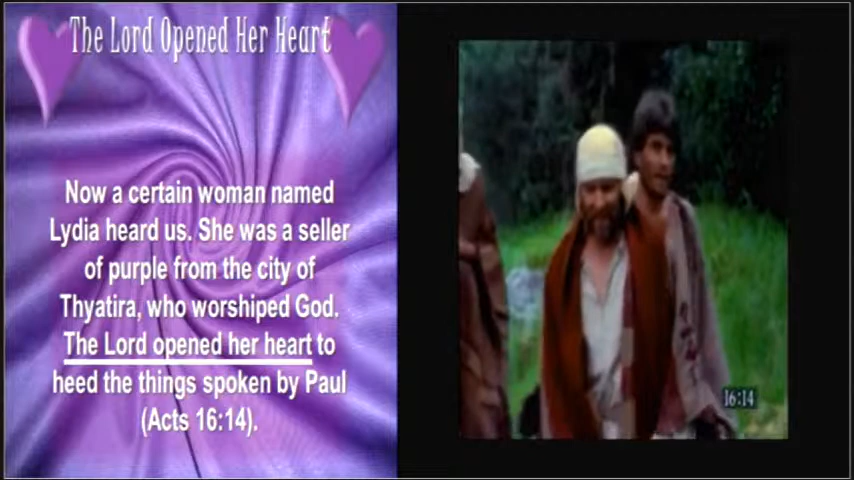 The Lord Opened Her Heart
Now a certain woman named
Lydia heard us. She was a seller
of purple from the city of
Thyatira, who worshiped God.
The Lord opened her heart to
heed the things spoken by Paul
(Acts 16:14).
16:14